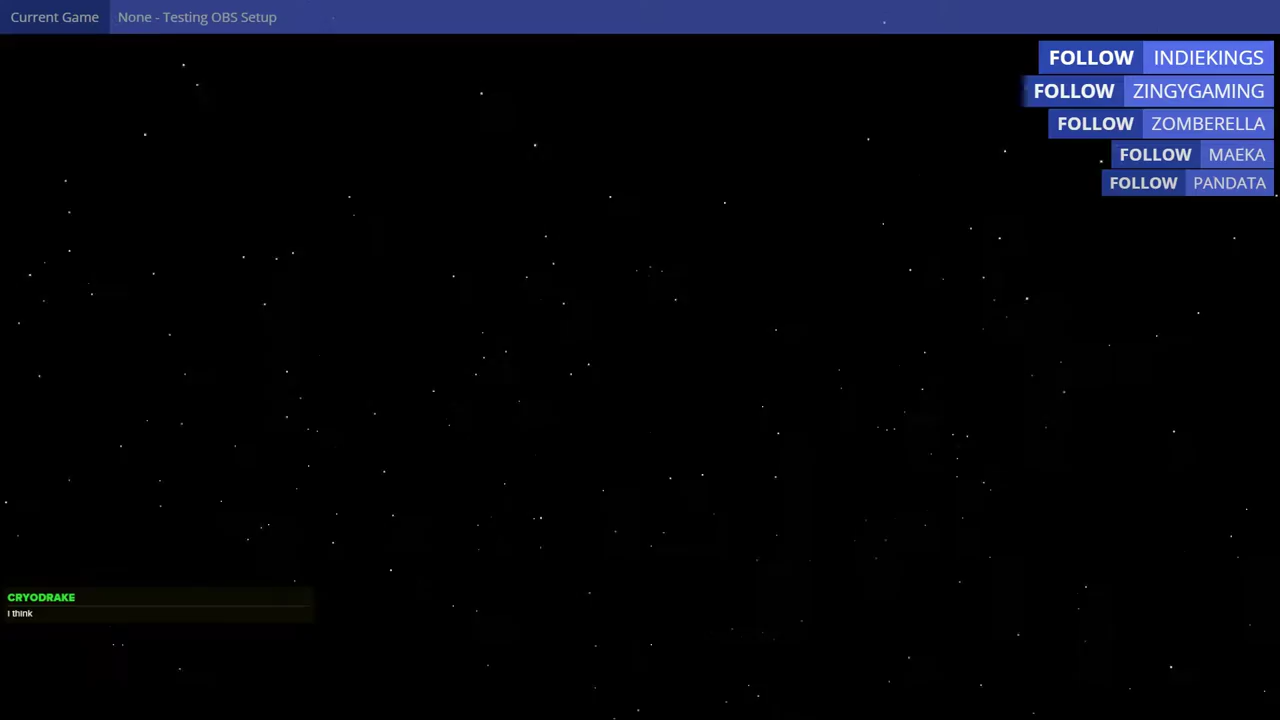 Current Game None - Testing OBS Setup
FOLLOW INDIEKINGS
FOLLOW ZINGYGAMING
FOLLOW ZOMBERELLA
FOLLOW MAEKA
FOLLOW PANDATA
CRYODRAKE
I think